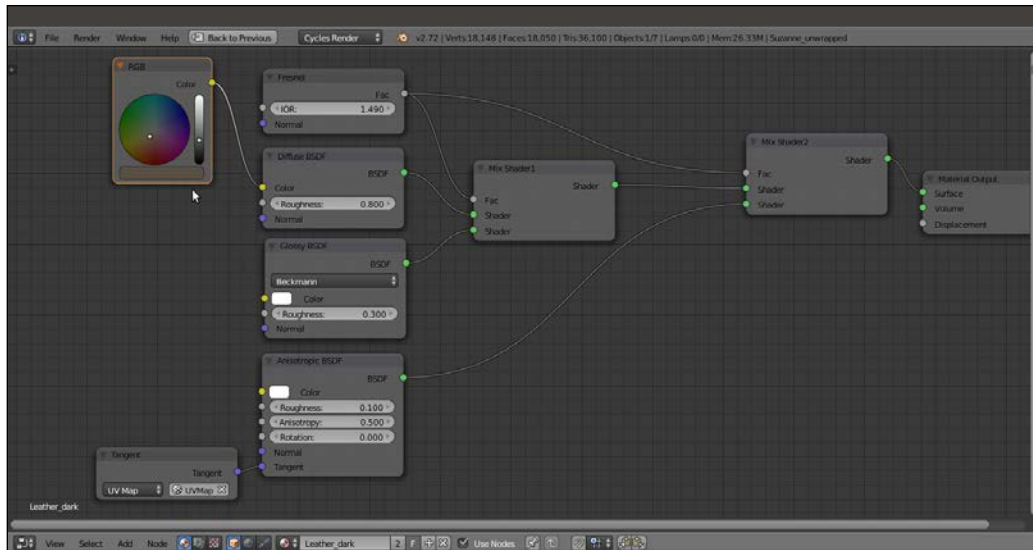 File Render Window Help Back to Previous Cycles Render v2.72 | Verts:18,148 | Faces:18,050 | Tris:36,100 | Objects:1/7 | Lamps:0/0 | Mem:26.33M | Suzanne_unwrapped
RGB
Color
Fresnel
Fac
IOR: 1.490
Normal
Diffuse BSDF
BSDF
Color
Roughness: 0.800
Normal
Glossy BSDF
BSDF
Beckmann
Color
Roughness: 0.300
Normal
Anisotropic BSDF
BSDF
Color
Roughness: 0.100
Anisotropy: 0.500
Rotation: 0.000
Normal
Tangent
Tangent
Tangent
UV Map UVMap
Mix Shader1
Shader
Fac
Shader
Shader
Mix Shader2
Shader
Fac
Shader
Shader
Material Output
Surface
Volume
Displacement
Leather_dark
View Select Add Node Leather_dark 2 F Use Nodes